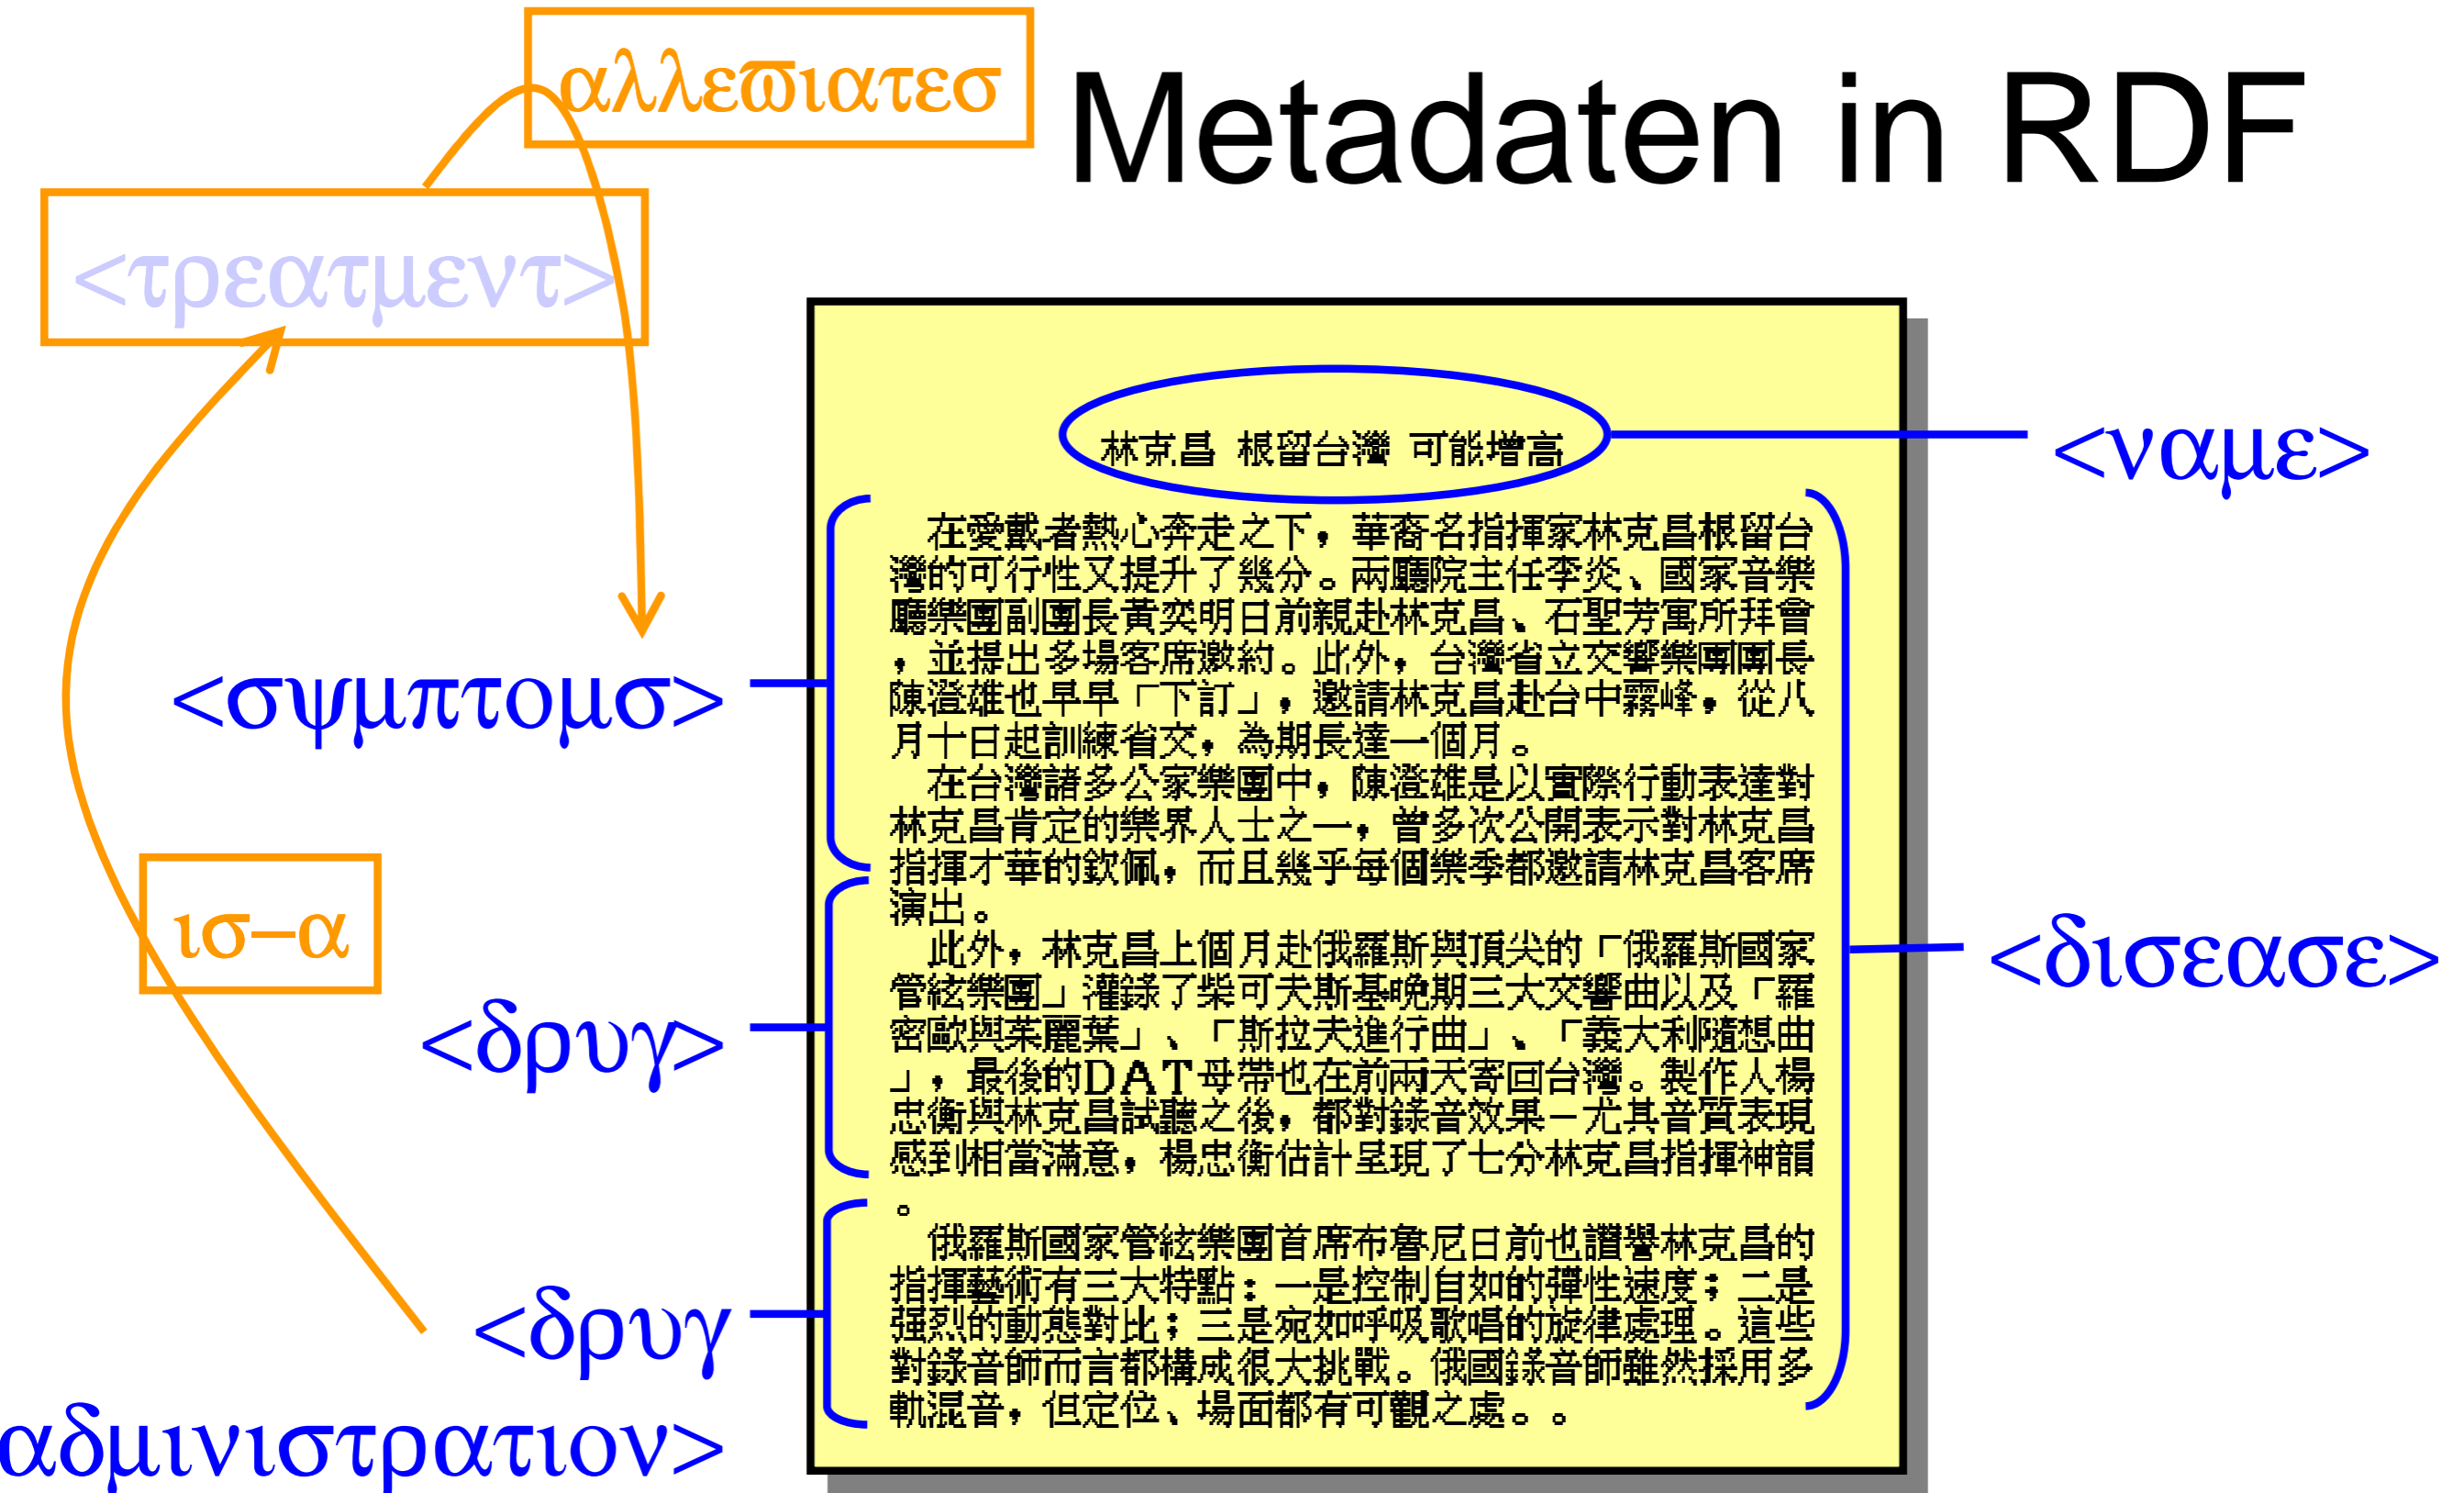 αλλεϖιατεσ
Metadaten in RDF
<τρεατμεντ>
林克昌 根留台灣 可能增高
<ναμε>
在愛戴者熱心奔走之下，華裔名指揮家林克昌根留台
灣的可行性又提升了幾分。兩廳院主任李炎、國家音樂
廳樂團副團長黃奕明日前親赴林克昌、石聖芳寓所拜會
，並提出多場客席邀約。此外，台灣省立交響樂團團長
陳澄雄也早早「下訂」，邀請林克昌赴台中霧峰，從八
月十日起訓練省交，為期長達一個月。
<σψμπτομσ>
在台灣諸多公家樂團中，陳澄雄是以實際行動表達對
林克昌肯定的樂界人士之一，曾多次公開表示對林克昌
指揮才華的欽佩，而且幾乎每個樂季都邀請林克昌客席
演出。
ισ–α
此外，林克昌上個月赴俄羅斯與頂尖的「俄羅斯國家
管絃樂團」灌錄了柴可夫斯基晚期三大交響曲以及「羅
密歐與茱麗葉」、「斯拉夫進行曲」、「義大利隨想曲
」，最後的DAT母帶也在前兩天寄回台灣。製作人楊
忠衡與林克昌試聽之後，都對錄音效果－尤其音質表現
感到相當滿意，楊忠衡估計呈現了七分林克昌指揮神韻
。
<δισεασε>
<δρυγ>
俄羅斯國家管絃樂團首席布魯尼日前也讚譽林克昌的
指揮藝術有三大特點：一是控制自如的彈性速度；二是
強烈的動態對比；三是宛如呼吸歌唱的旋律處理。這些
對錄音師而言都構成很大挑戰。俄國錄音師雖然採用多
軌混音，但定位、場面都有可觀之處。。
<δρυγ
αδμινιστρατιον>